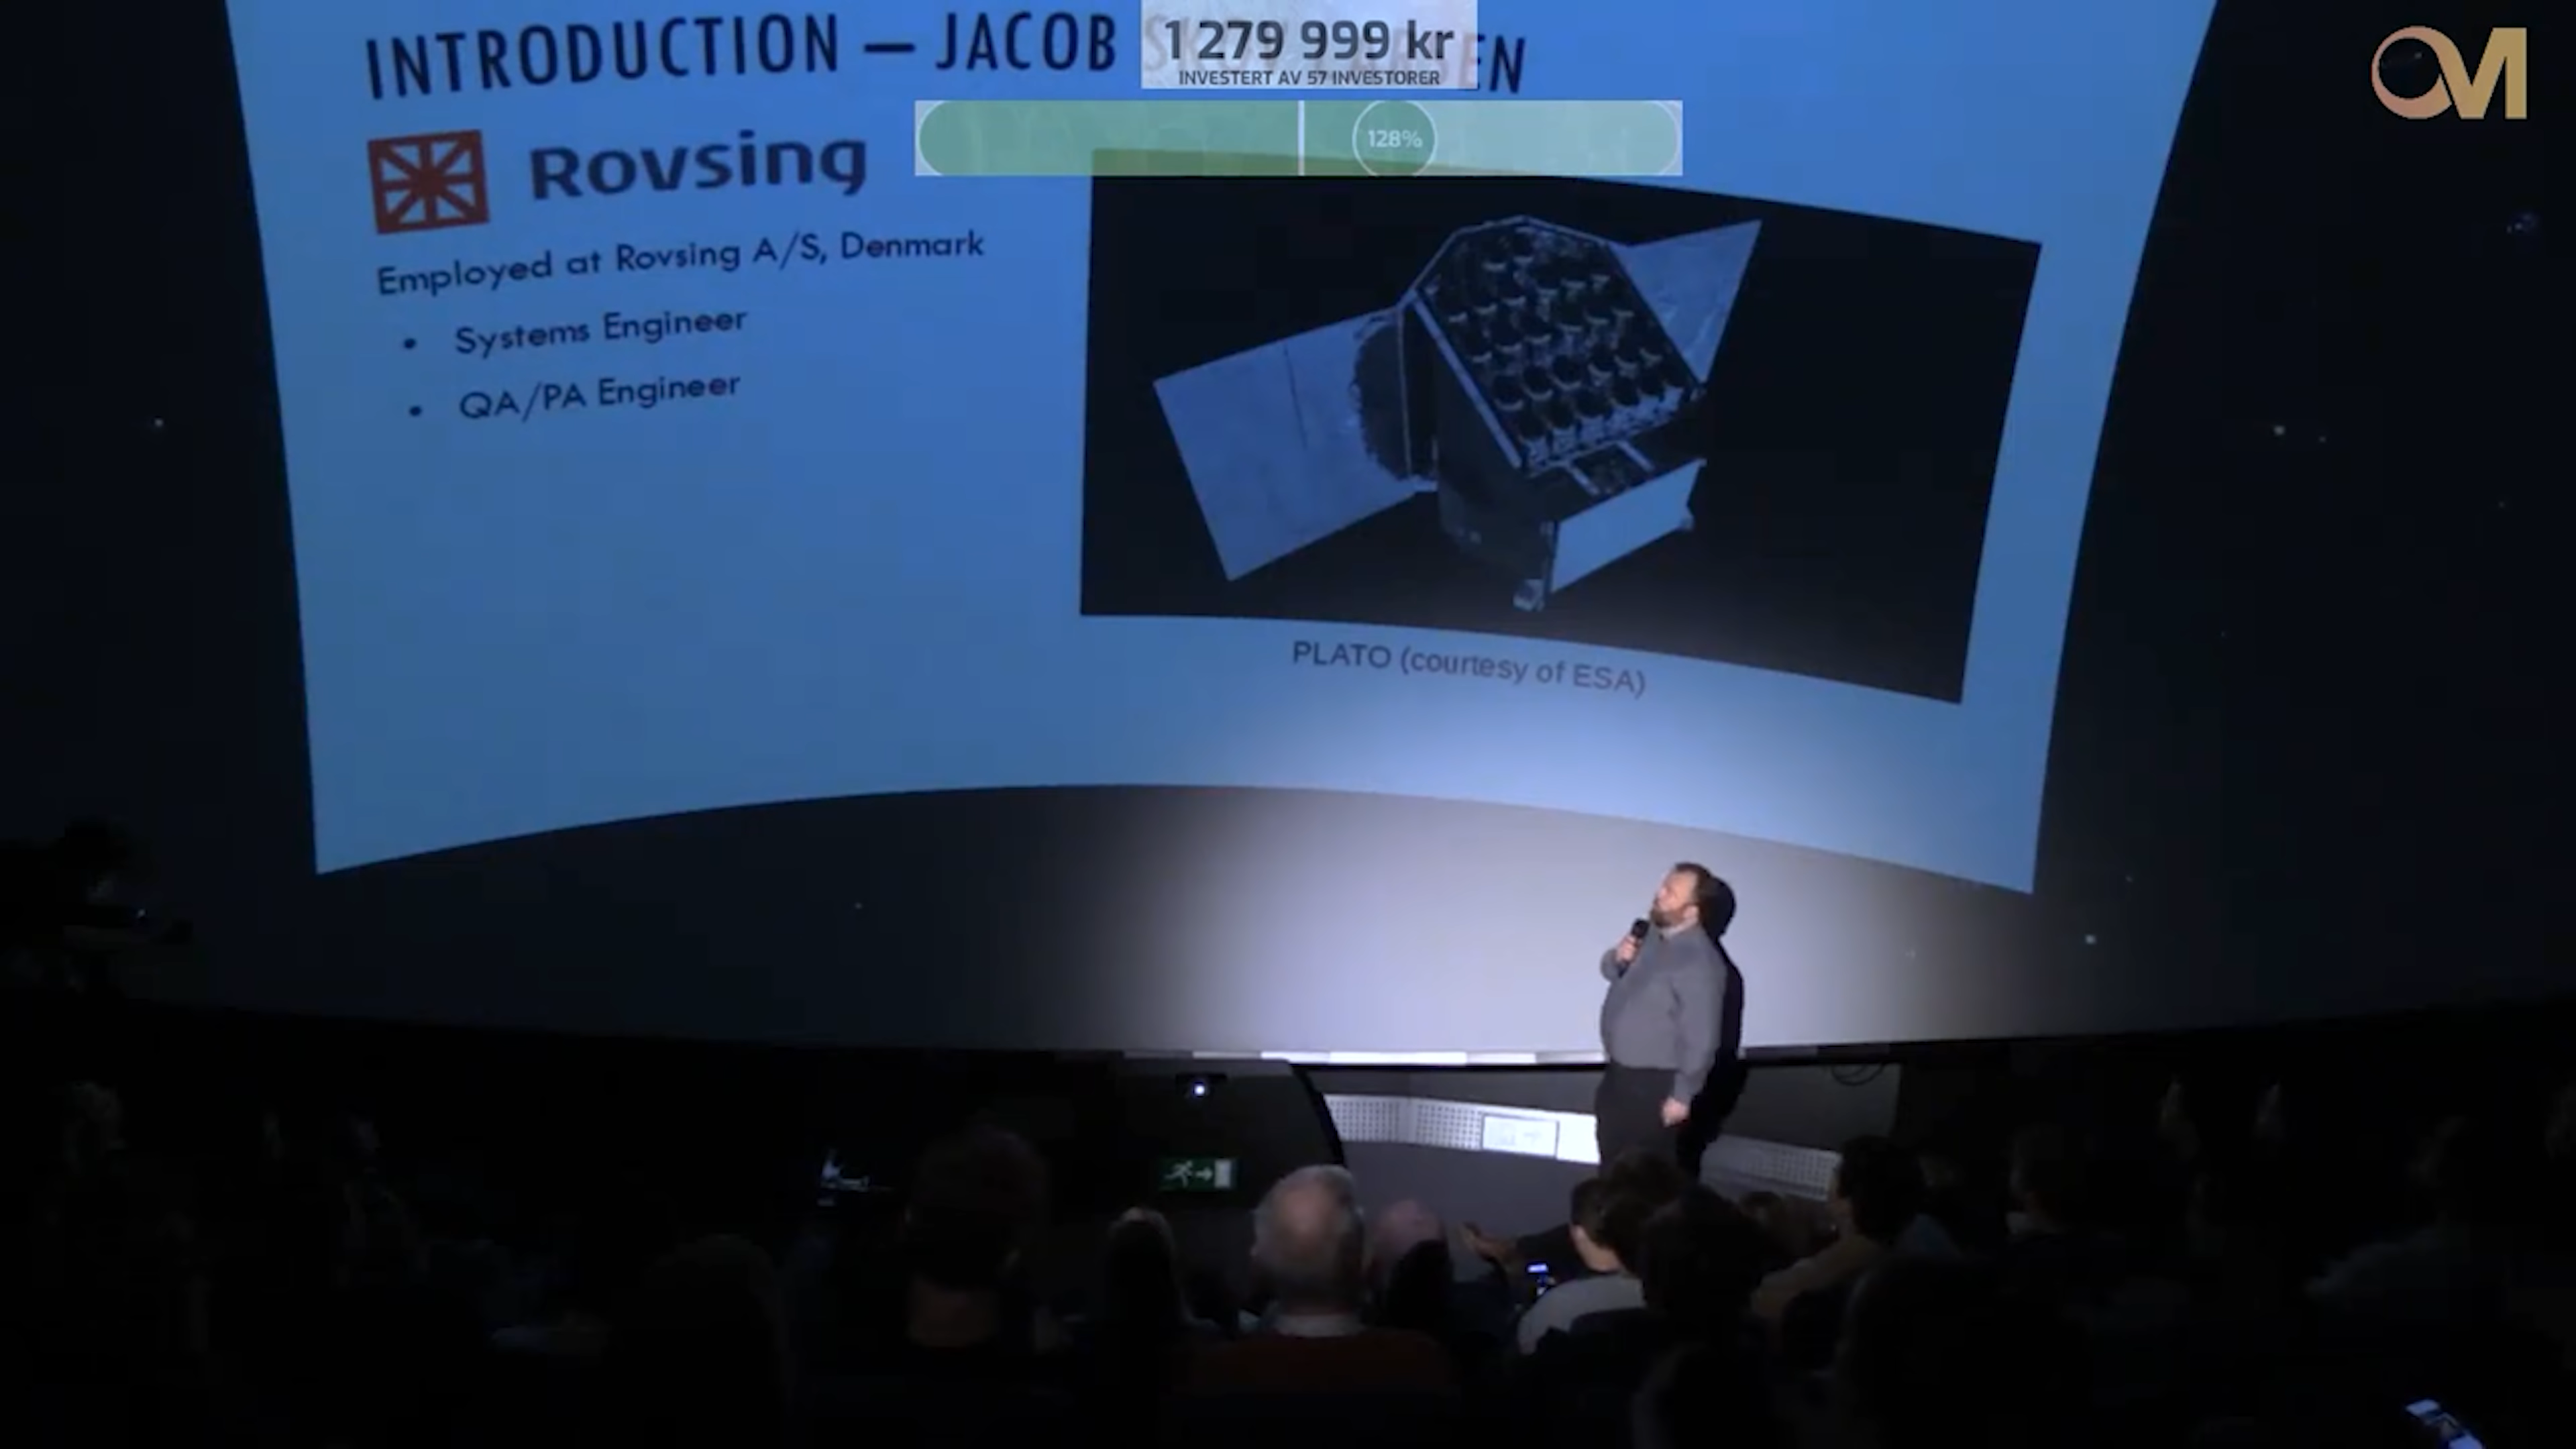 INTRODUCTION — JACOB
1 279 999 kr
INVESTERT AV 57 INVESTORER
128%
OM
Rovsing
Employed at Rovsing A/S, Denmark
• Systems Engineer
• QA/PA Engineer
PLATO (courtesy of ESA)